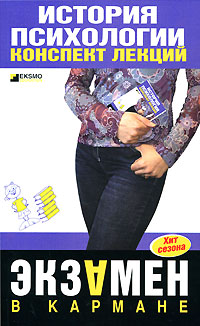 ИСТОРИЯ
ПСИХОЛОГИИ
КОНСПЕКТ ЛЕКЦИЙ
EKSMO
Хит
сезона
ЭКЗАМЕН
В КАРМАНЕ